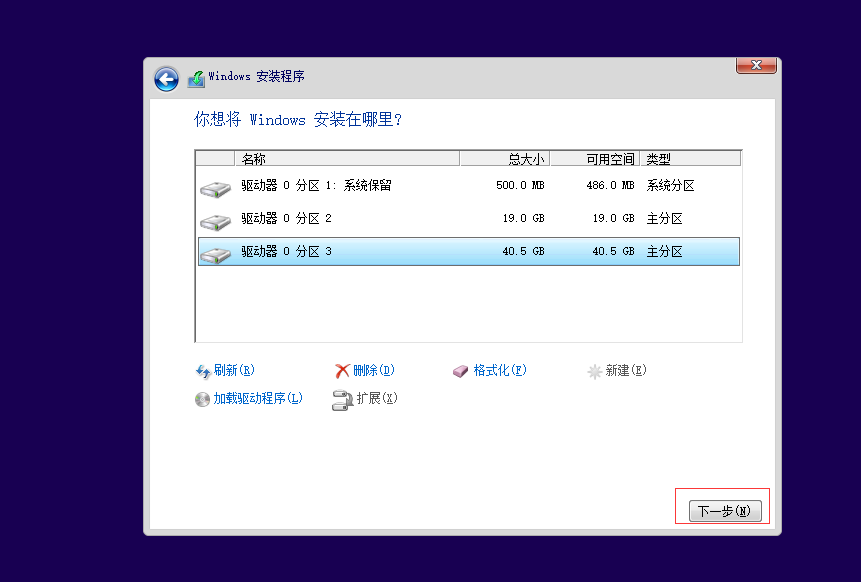 Windows 安装程序
你想将 Windows 安装在哪里?
名称 总大小 可用空间 类型
驱动器 0 分区 1: 系统保留 500.0 MB 486.0 MB 系统分区
驱动器 0 分区 2 19.0 GB 19.0 GB 主分区
驱动器 0 分区 3 40.5 GB 40.5 GB 主分区
刷新(R) 删除(D) 格式化(F) 新建(E)
加载驱动程序(L) 扩展(X)
下一步(N)